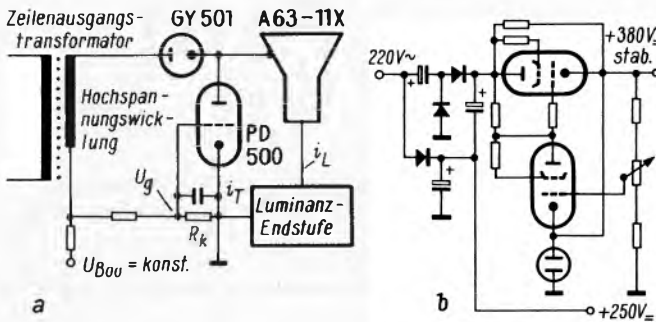 Zeilenausgangs-
transformator
GY 501
A63-11X
Hochspan-
nungswick-
lung
PD
500
i_L
U_g
i_T
R_k
Luminanz-
Endstufe
U_Boo = konst.
a
220V~
+380V=
stab.
+
+
+
b
+250V=